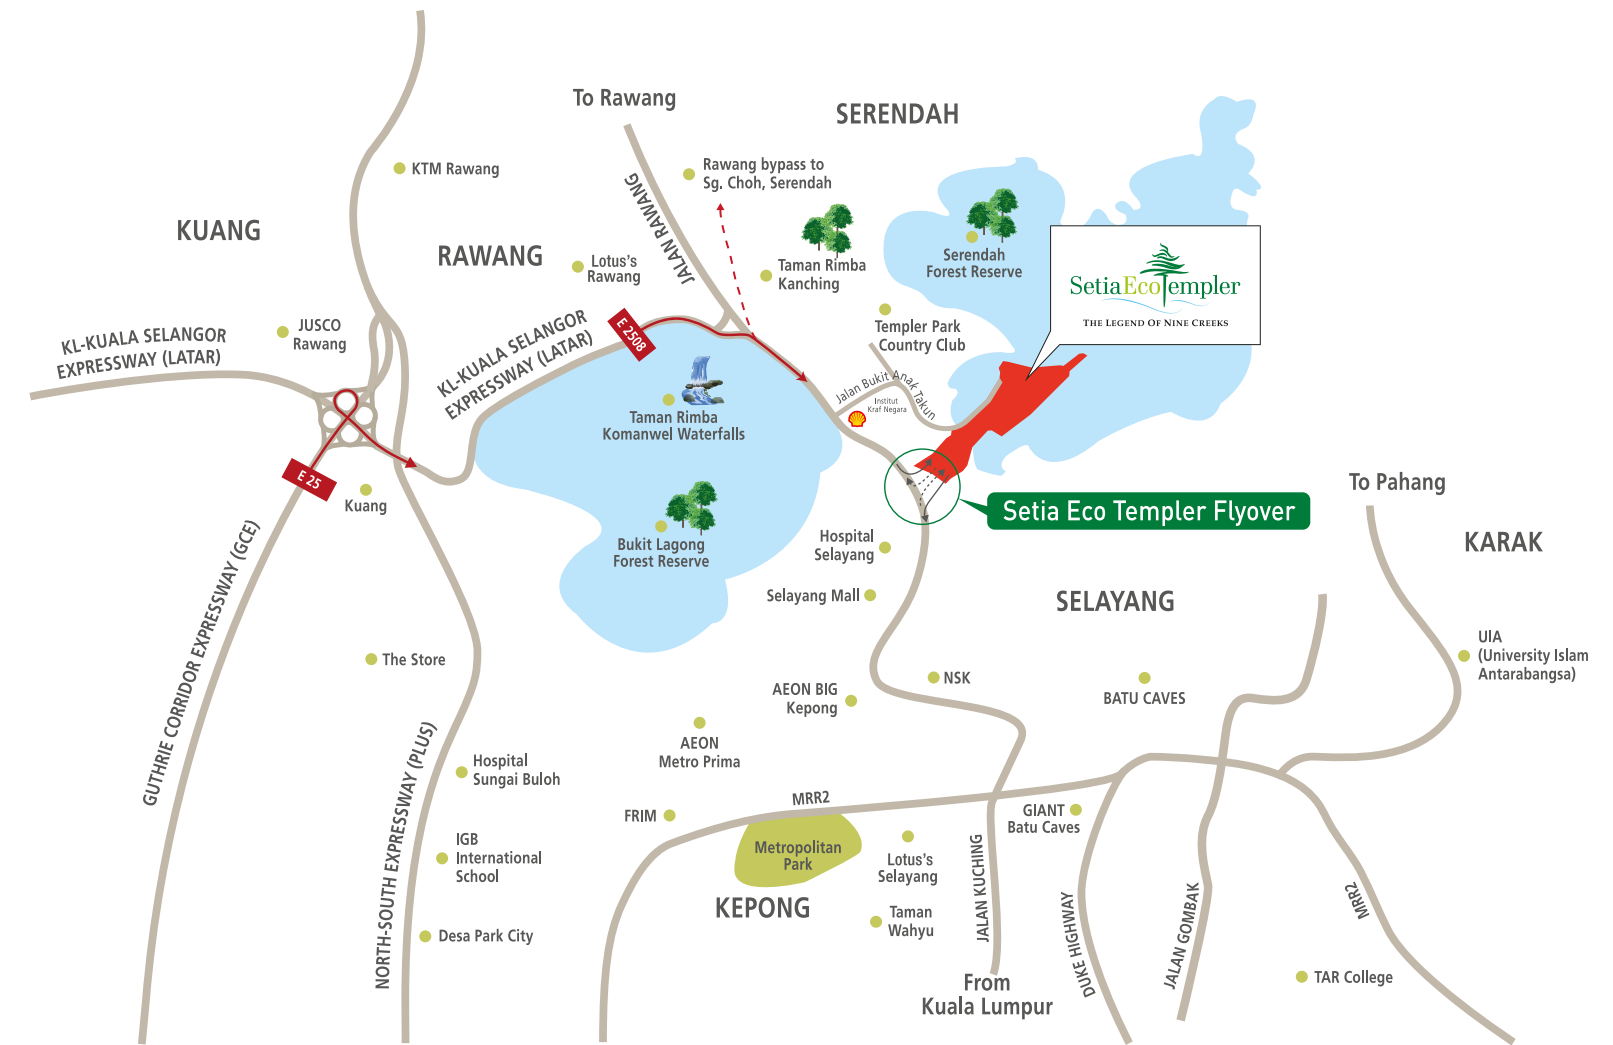 To Rawang
SERENDAH
KTM Rawang
Rawang bypass to
Sg. Choh, Serendah
JALAN RAWANG
KUANG
RAWANG
Lotus's
Rawang
Taman Rimba
Kanching
Serendah
Forest Reserve
SetiaEcoTempler
THE LEGEND OF NINE CREEKS
KL-KUALA SELANGOR
EXPRESSWAY (LATAR)
JUSCO
Rawang
KL-KUALA SELANGOR
EXPRESSWAY (LATAR)
E 2508
Templer Park
Country Club
Jalan Bukit Anak Takun
Institut
Kraf Negara
Taman Rimba
Komanwel Waterfalls
E 25
Kuang
Setia Eco Templer Flyover
To Pahang
KARAK
Bukit Lagong
Forest Reserve
Hospital
Selayang
Selayang Mall
SELAYANG
GUTHRIE CORRIDOR EXPRESSWAY (GCE)
The Store
UIA
(University Islam
Antarabangsa)
NSK
BATU CAVES
AEON BIG
Kepong
AEON
Metro Prima
NORTH-SOUTH EXPRESSWAY (PLUS)
Hospital
Sungai Buloh
MRR2
FRIM
GIANT
Batu Caves
IGB
International
School
Metropolitan
Park
Lotus's
Selayang
JALAN KUCHING
KEPONG
Taman
Wahyu
DUKE HIGHWAY
JALAN GOMBAK
MRR2
Desa Park City
TAR College
From
Kuala Lumpur